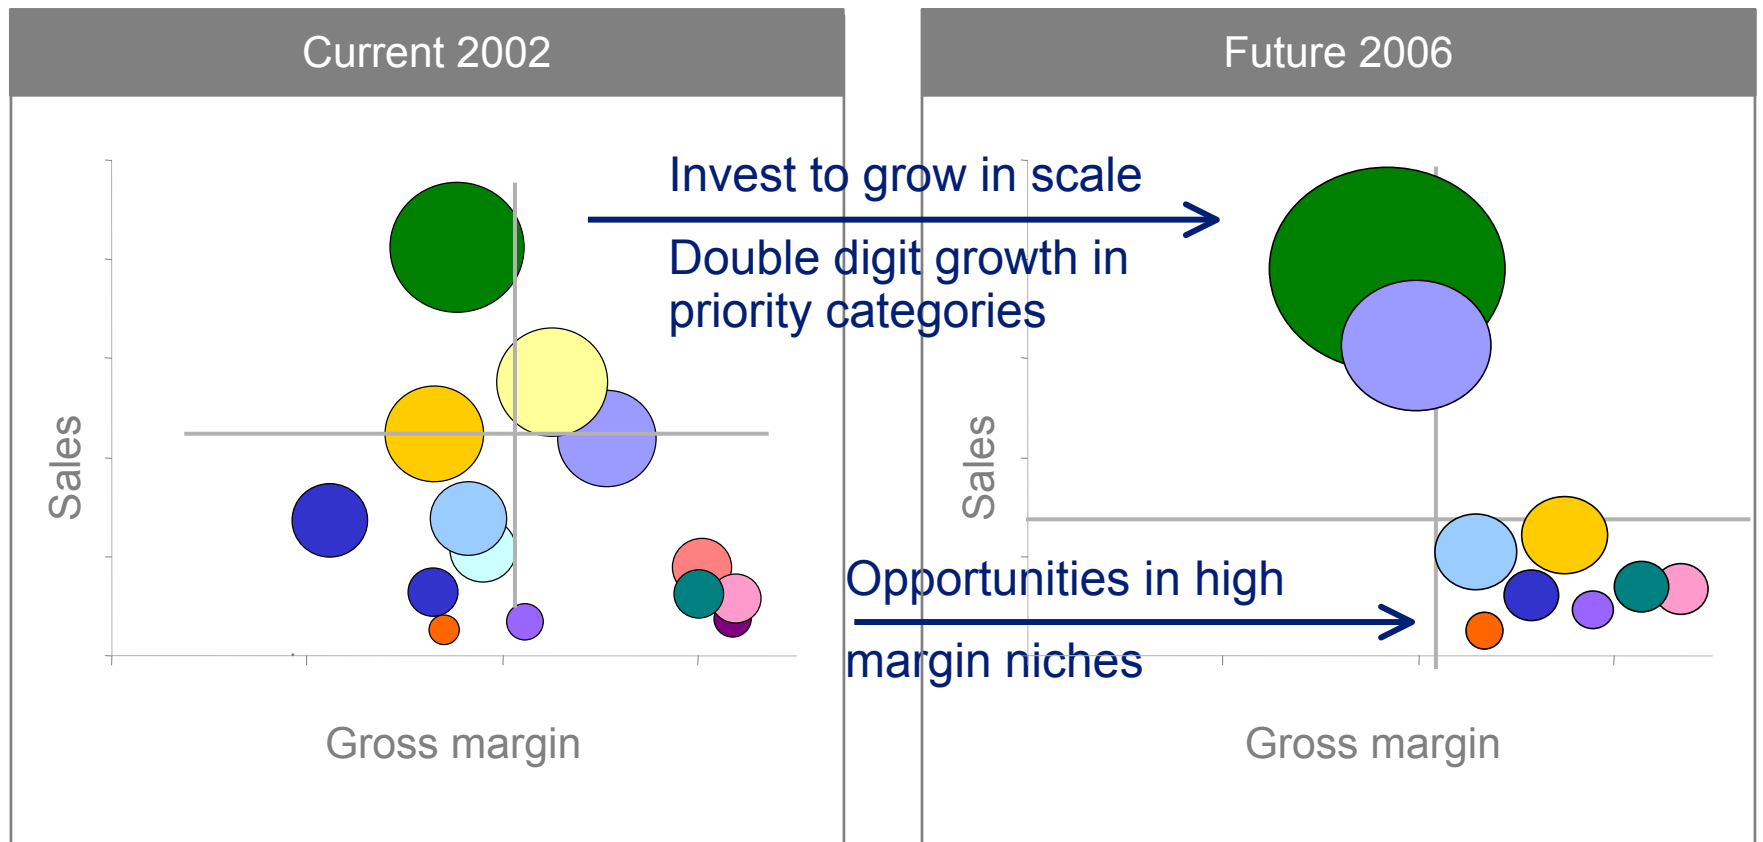 Current 2002
Future 2006
Invest to grow in scale
Double digit growth in
priority categories
Sales
Sales
Opportunities in high
margin niches
Gross margin
Gross margin